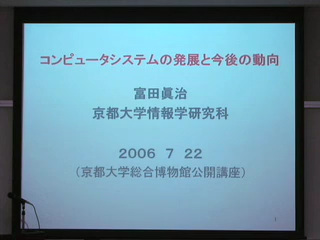 コンピュータシステムの発展と今後の動向
富田眞治
京都大学情報学研究科
2006 7 22
(京都大学総合博物館公開講座)
1